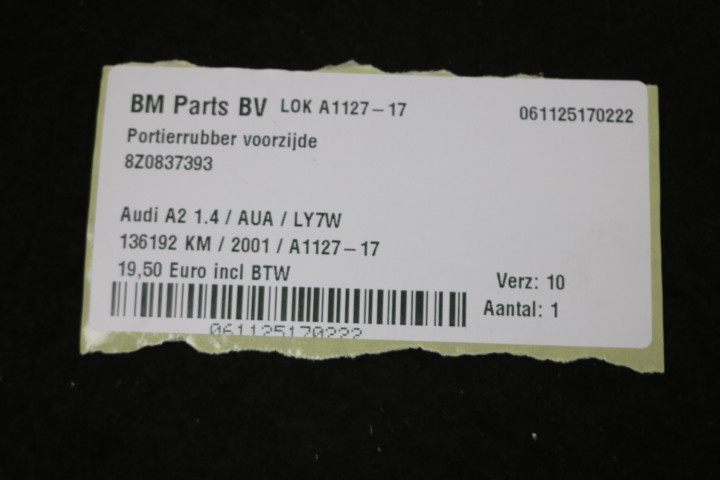 BM Parts BV LOK A1127-17 061125170222
Portierrubber voorzijde
8Z0837393
Audi A2 1.4 / AUA / LY7W
136192 KM / 2001 / A1127-17
19,50 Euro incl BTW
Verz: 10
Aantal: 1
061125170222